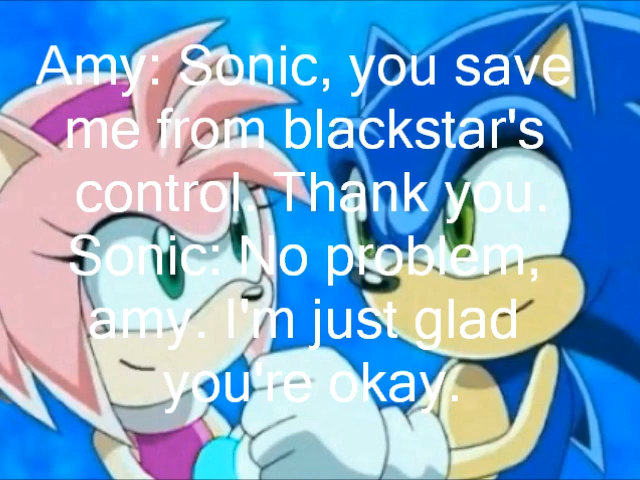 Amy: Sonic, you save
me from blackstar's
control. Thank you.
Sonic: No problem,
amy. I'm just glad
you're okay.